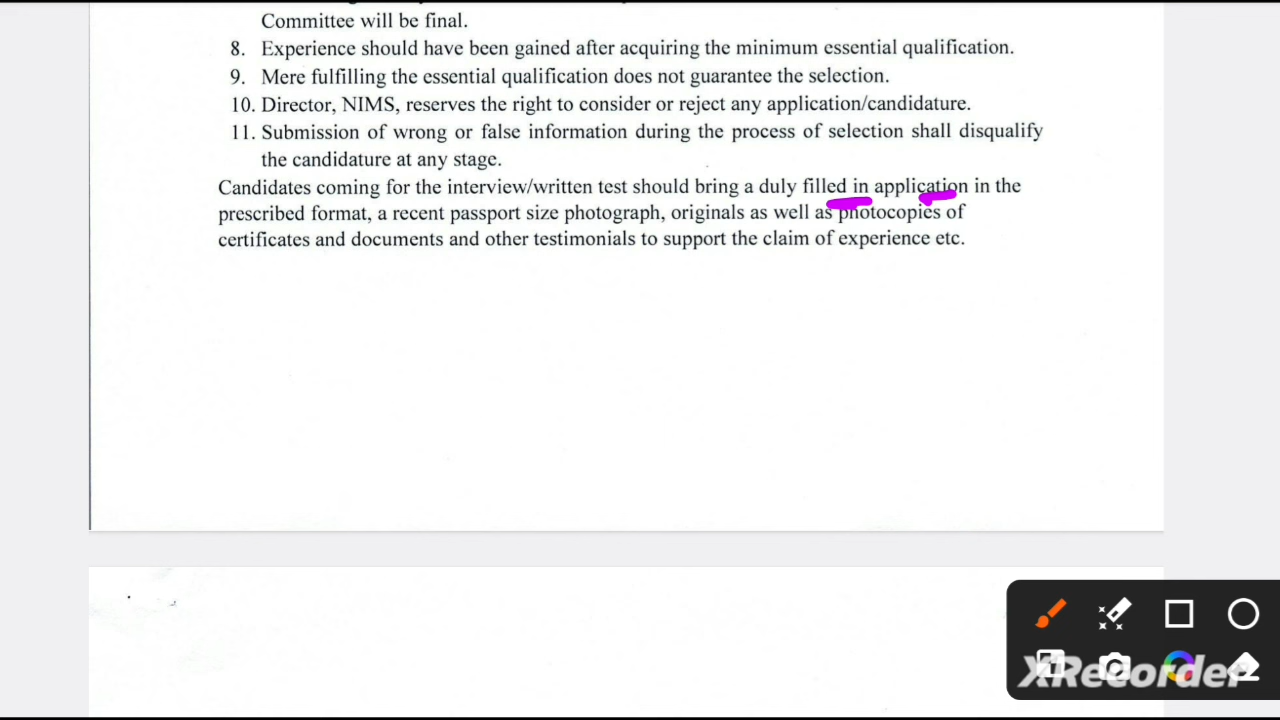 Committee will be final.
8. Experience should have been gained after acquiring the minimum essential qualification.
9. Mere fulfilling the essential qualification does not guarantee the selection.
10. Director, NIMS, reserves the right to consider or reject any application/candidature.
11. Submission of wrong or false information during the process of selection shall disqualify
the candidature at any stage.
Candidates coming for the interview/written test should bring a duly filled in application in the
prescribed format, a recent passport size photograph, originals as well as photocopies of
certificates and documents and other testimonials to support the claim of experience etc.
XRecorder